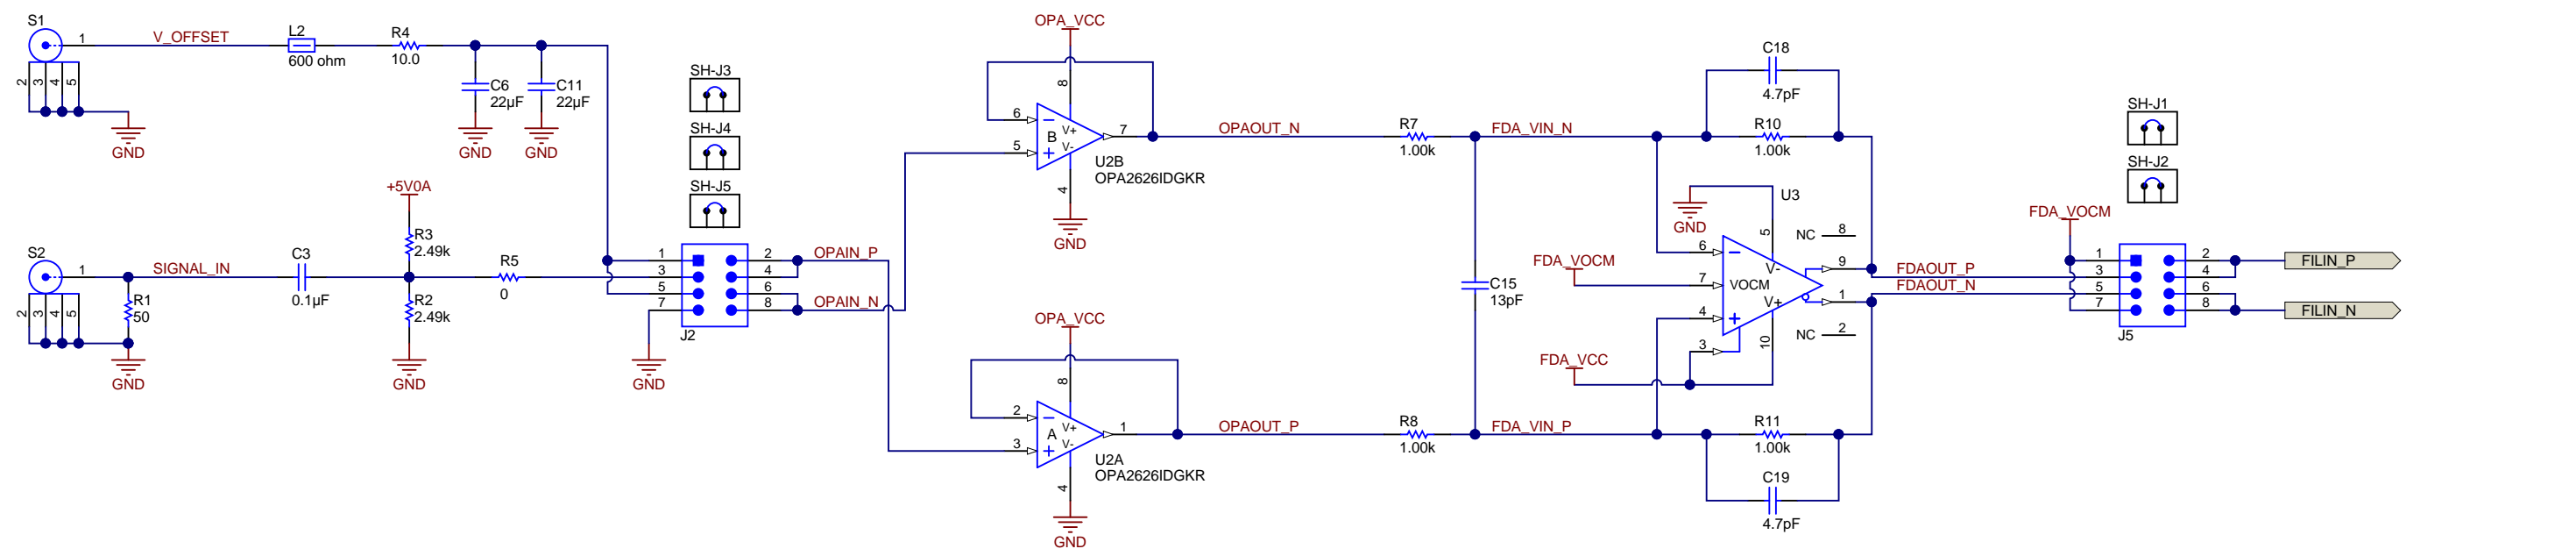 S1
1
2
3
4
5
V_OFFSET
L2
600 ohm
R4
10.0
C6
22µF
C11
22µF
GND
GND
GND
S2
1
2
3
4
5
SIGNAL_IN
R1
50
GND
C3
0.1µF
+5V0A
R3
2.49k
R2
2.49k
GND
R5
0
SH-J3
SH-J4
SH-J5
1
3
5
7
2
4
6
8
J2
GND
OPAIN_P
OPAIN_N
OPA_VCC
8
6
5
B
V+
V-
7
4
U2B
OPA2626IDGKR
GND
OPA_VCC
8
2
3
A
V+
V-
1
4
U2A
OPA2626IDGKR
GND
OPAOUT_N
R7
1.00k
FDA_VIN_N
OPAOUT_P
R8
1.00k
FDA_VIN_P
C15
13pF
C18
4.7pF
R10
1.00k
GND
U3
5
NC
8
6
V-
9
FDA_VOCM
7
VOCM
V+
1
4
NC
2
3
10
FDA_VCC
R11
1.00k
C19
4.7pF
FDAOUT_P
FDAOUT_N
SH-J1
SH-J2
FDA_VOCM
1
3
5
7
2
4
6
8
J5
FILIN_P
FILIN_N